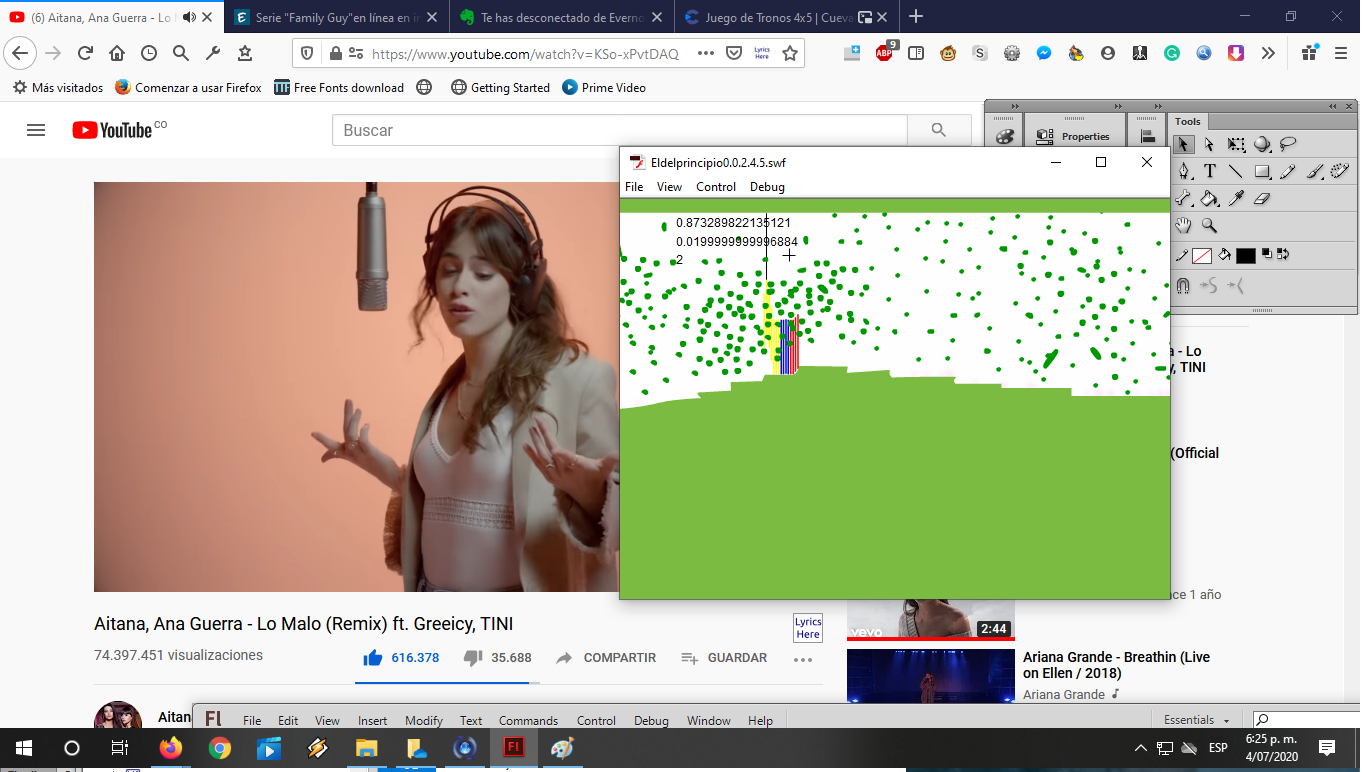 (6) Aitana, Ana Guerra - Lo M
Serie "Family Guy"en línea en in
Te has desconectado de Everno
Juego de Tronos 4x5 | Cueva
https://www.youtube.com/watch?v=KSo-xPvtDAQ
Lyrics Here
ABP 9
Más visitados
Comenzar a usar Firefox
Free Fonts download
Getting Started
Prime Video
YouTube CO
Buscar
Properties
Tools
Eldelprincipio0.0.2.4.5.swf
File View Control Debug
0.873289822135121
0.0199999999996884
2
a - Lo
y, TINI
(Official
nce 1 año
vevo
2:44
Aitana, Ana Guerra - Lo Malo (Remix) ft. Greeicy, TINI
74.397.451 visualizaciones
616.378
35.688
COMPARTIR
GUARDAR
Lyrics
Here
Ariana Grande - Breathin (Live
on Ellen / 2018)
Ariana Grande
Aitan
Fl File Edit View Insert Modify Text Commands Control Debug Window Help
Essentials
Fl
ESP
6:25 p. m.
4/07/2020